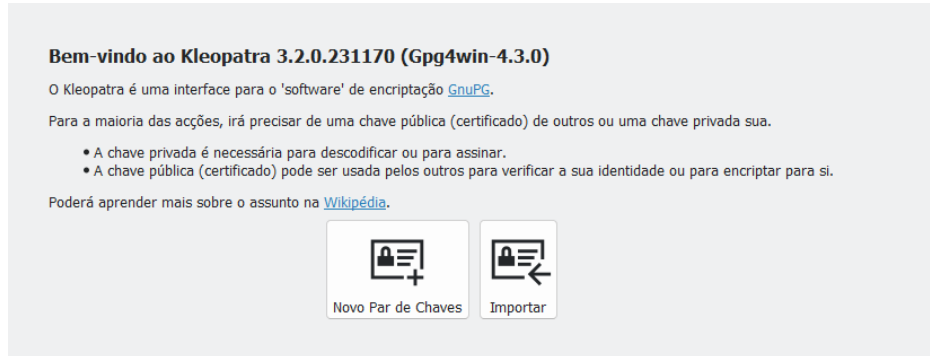 Bem-vindo ao Kleopatra 3.2.0.231170 (Gpg4win-4.3.0)
O Kleopatra é uma interface para o 'software' de encriptação GnuPG.
Para a maioria das acções, irá precisar de uma chave pública (certificado) de outros ou uma chave privada sua.
• A chave privada é necessária para descodificar ou para assinar.
• A chave pública (certificado) pode ser usada pelos outros para verificar a sua identidade ou para encriptar para si.
Poderá aprender mais sobre o assunto na Wikipédia.
Novo Par de Chaves
Importar